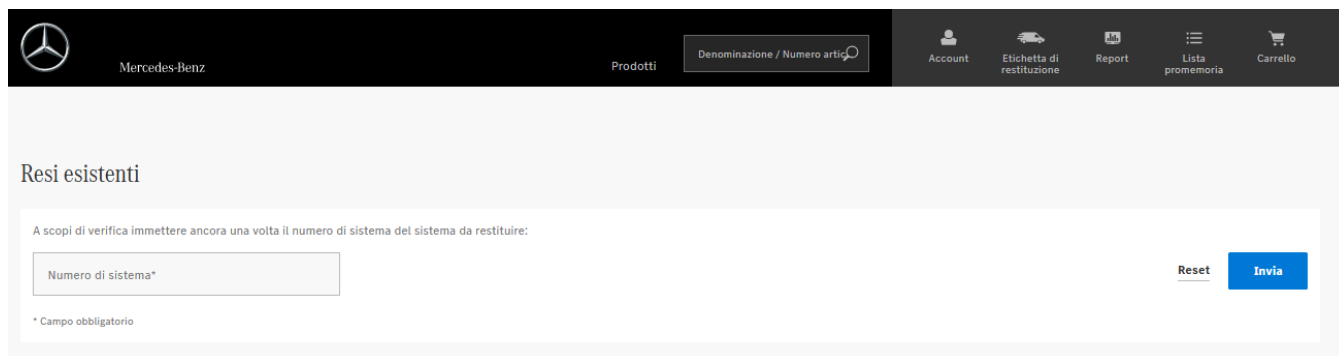 Mercedes-Benz
Prodotti
Denominazione / Numero artic
Account
Etichetta di
restituzione
Report
Lista
promemoria
Carrello
Resi esistenti
A scopi di verifica immettere ancora una volta il numero di sistema del sistema da restituire:
Numero di sistema*
Reset
Invia
* Campo obbligatorio